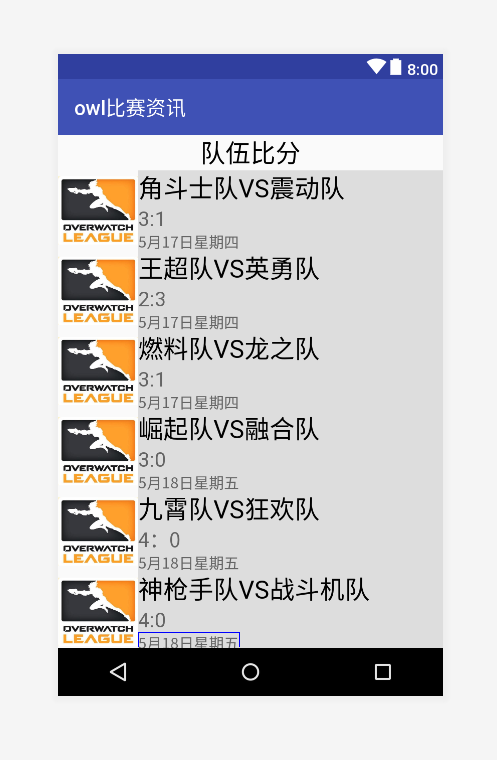 8:00
owl比赛资讯
队伍比分
OVERWATCH
LEAGUE
角斗士队VS震动队
3:1
5月17日星期四
OVERWATCH
LEAGUE
王超队VS英勇队
2:3
5月17日星期四
OVERWATCH
LEAGUE
燃料队VS龙之队
3:1
5月17日星期四
OVERWATCH
LEAGUE
崛起队VS融合队
3:0
5月18日星期五
OVERWATCH
LEAGUE
九霄队VS狂欢队
4：0
5月18日星期五
OVERWATCH
LEAGUE
神枪手队VS战斗机队
4:0
5月18日星期五